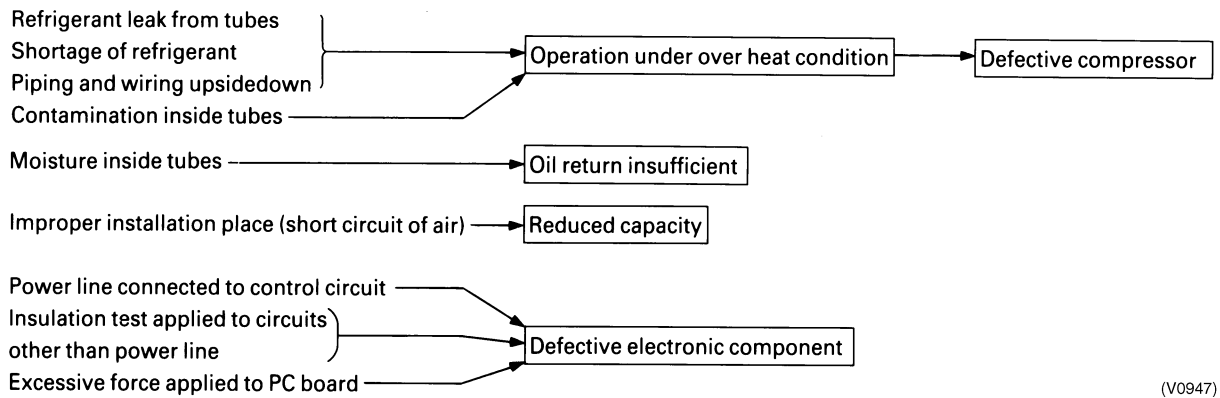 Refrigerant leak from tubes
Shortage of refrigerant
Piping and wiring upsidedown
Contamination inside tubes
Operation under over heat condition
Defective compressor
Moisture inside tubes
Oil return insufficient
Improper installation place (short circuit of air)
Reduced capacity
Power line connected to control circuit
Insulation test applied to circuits
other than power line
Excessive force applied to PC board
Defective electronic component
(V0947)